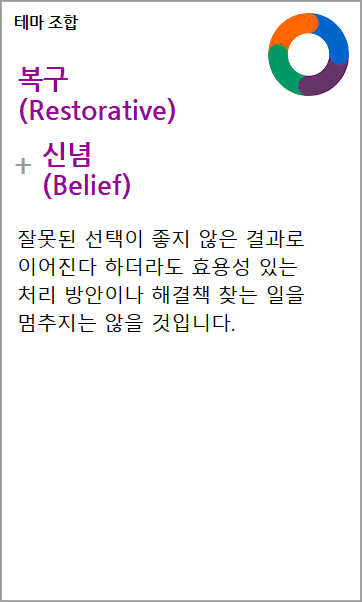 테마 조합
복구
(Restorative)
+ 신념
(Belief)
잘못된 선택이 좋지 않은 결과로
이어진다 하더라도 효용성 있는
처리 방안이나 해결책 찾는 일을
멈추지는 않을 것입니다.